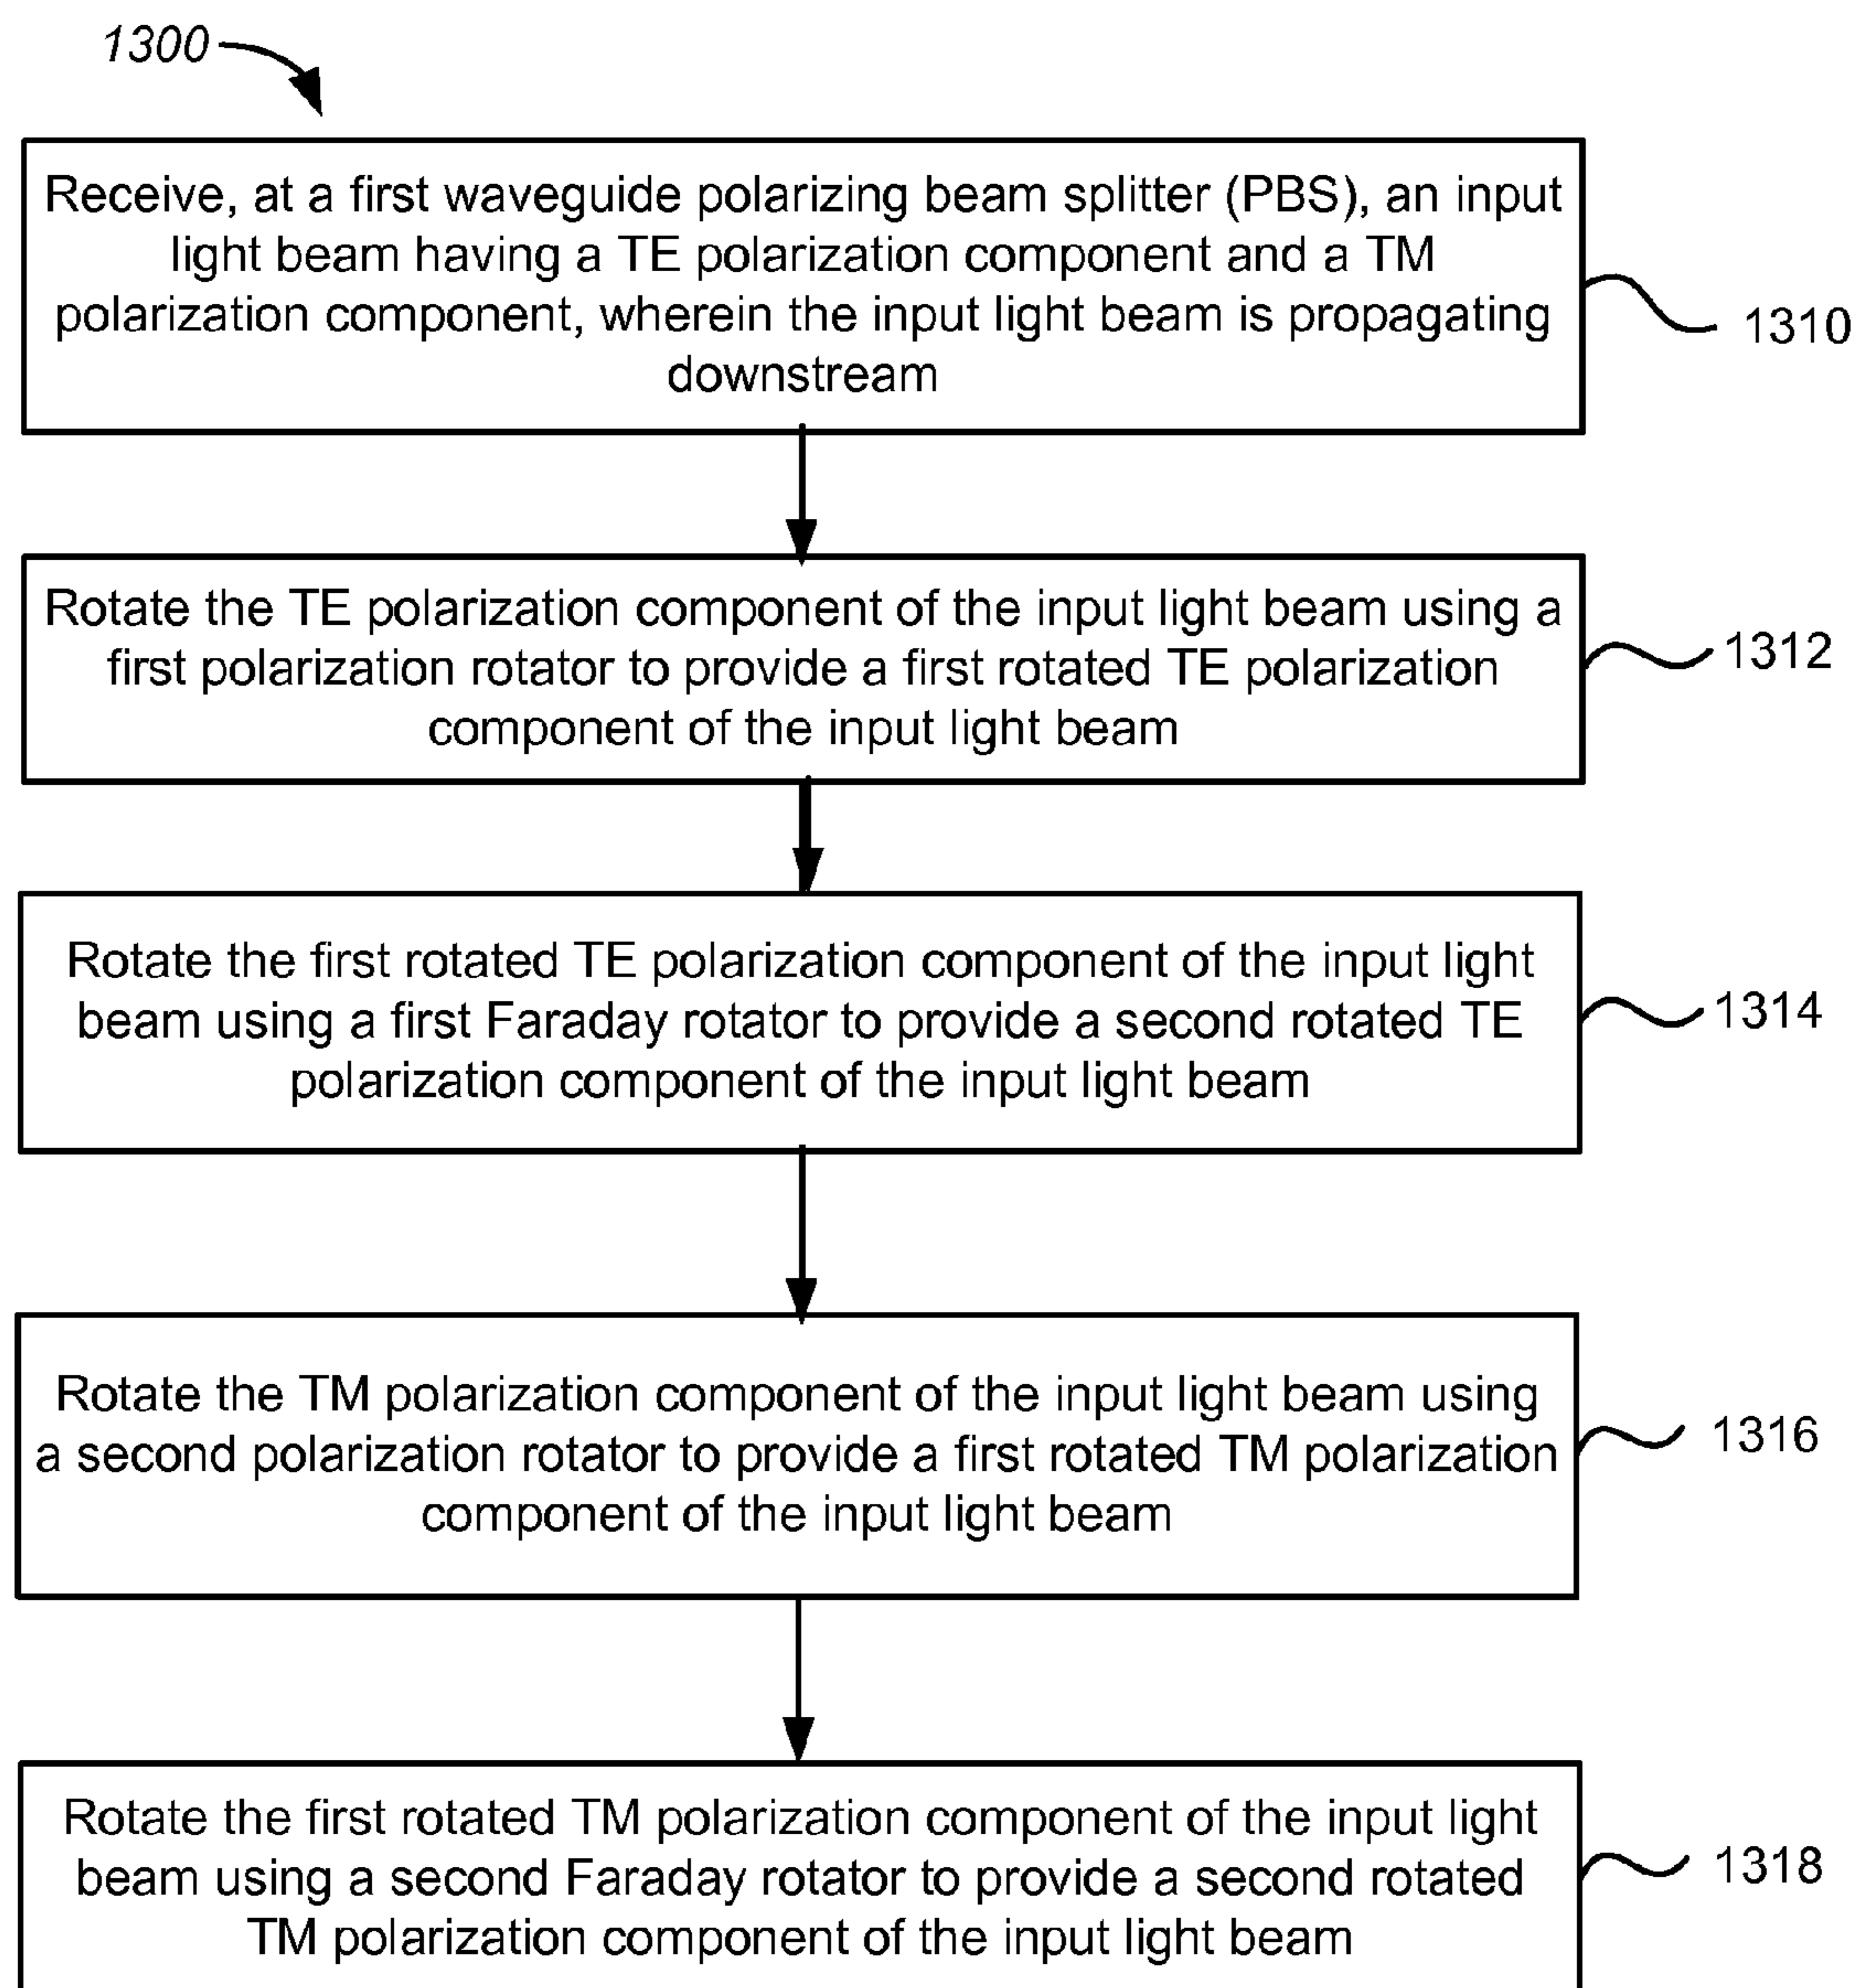 1300
Receive, at a first waveguide polarizing beam splitter (PBS), an input
light beam having a TE polarization component and a TM
polarization component, wherein the input light beam is propagating
downstream
1310
Rotate the TE polarization component of the input light beam using a
first polarization rotator to provide a first rotated TE polarization
component of the input light beam
1312
Rotate the first rotated TE polarization component of the input light
beam using a first Faraday rotator to provide a second rotated TE
polarization component of the input light beam
1314
Rotate the TM polarization component of the input light beam using
a second polarization rotator to provide a first rotated TM polarization
component of the input light beam
1316
Rotate the first rotated TM polarization component of the input light
beam using a second Faraday rotator to provide a second rotated
TM polarization component of the input light beam
1318